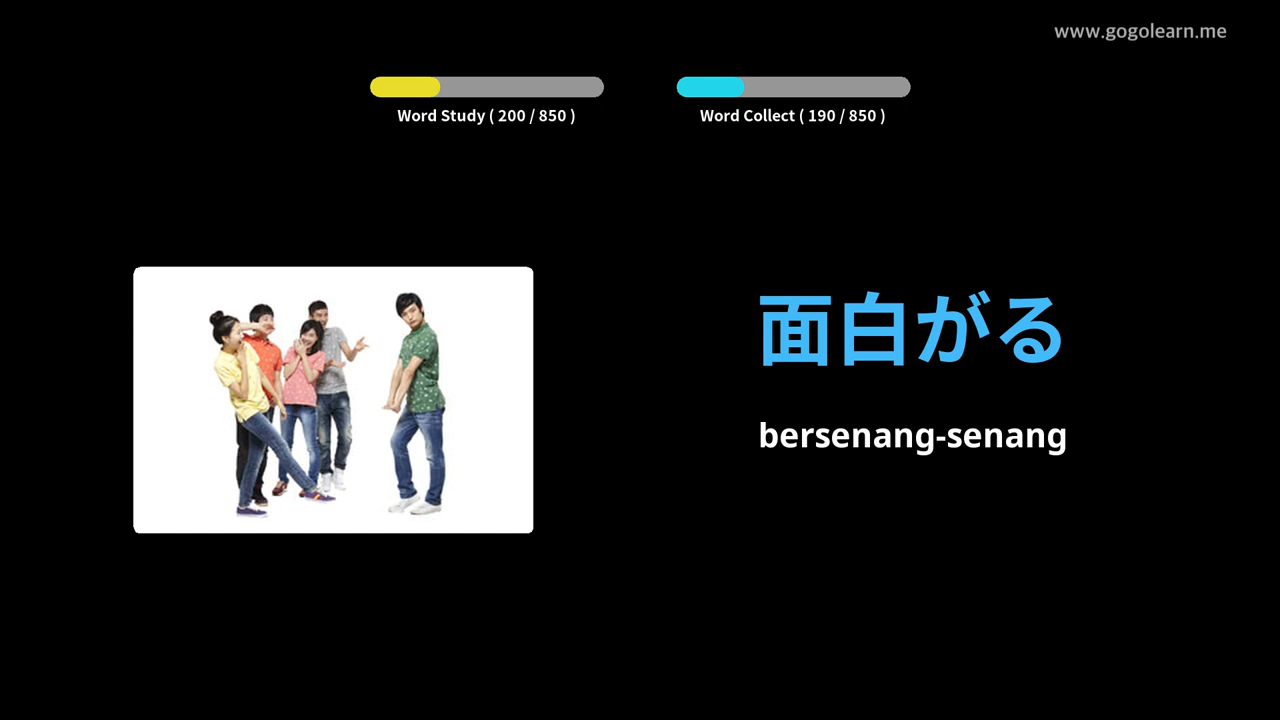 www.gogolearn.me
Word Study ( 200 / 850 )
Word Collect ( 190 / 850 )
面白がる
bersenang-senang